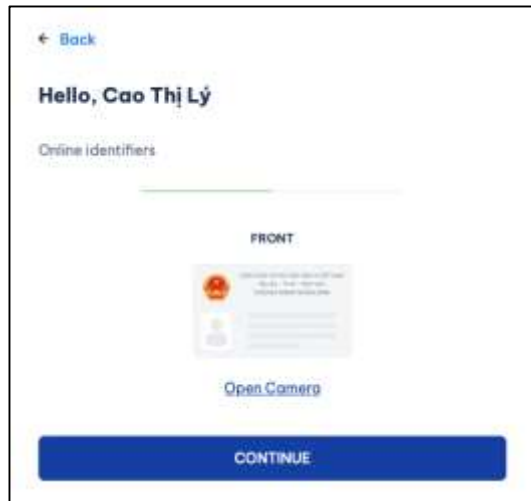 ← Back
Hello, Cao Thị Lý
Online identifiers
FRONT
Open Camera
CONTINUE